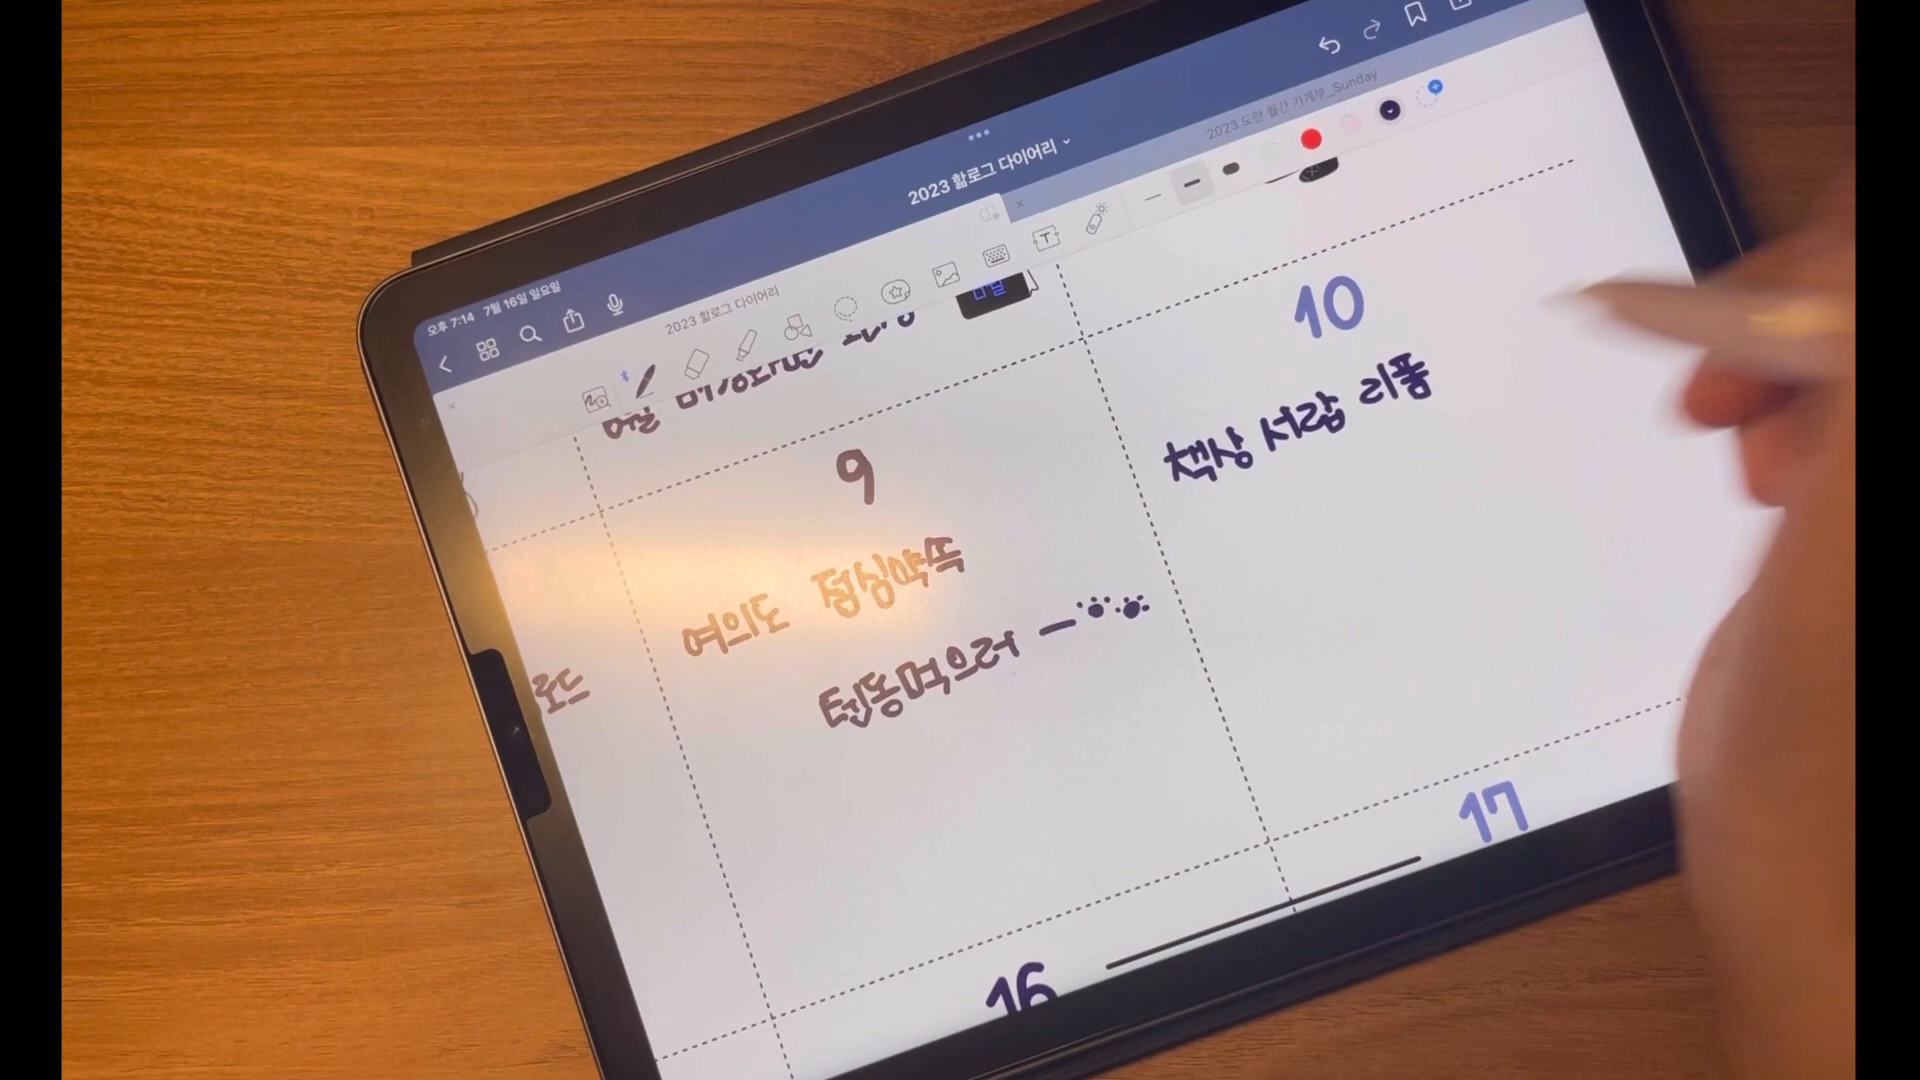 오후 7:14 7월 16일 일요일
2023 할로그 다이어리
2023 할로그 다이어리
2023 도란 월간 가계부_Sunday
9
여의도 점심약속
원동먹으러
10
책상 서랍 리폼
로드
16
17